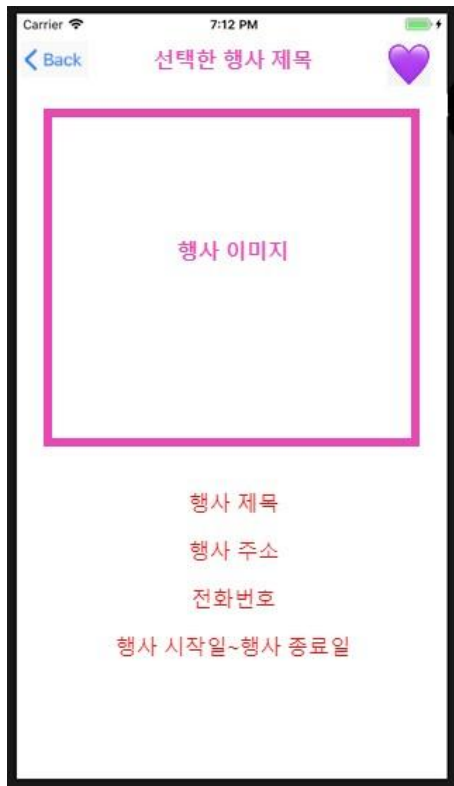 Carrier 7:12 PM
Back 선택한 행사 제목
행사 이미지
행사 제목
행사 주소
전화번호
행사 시작일~행사 종료일